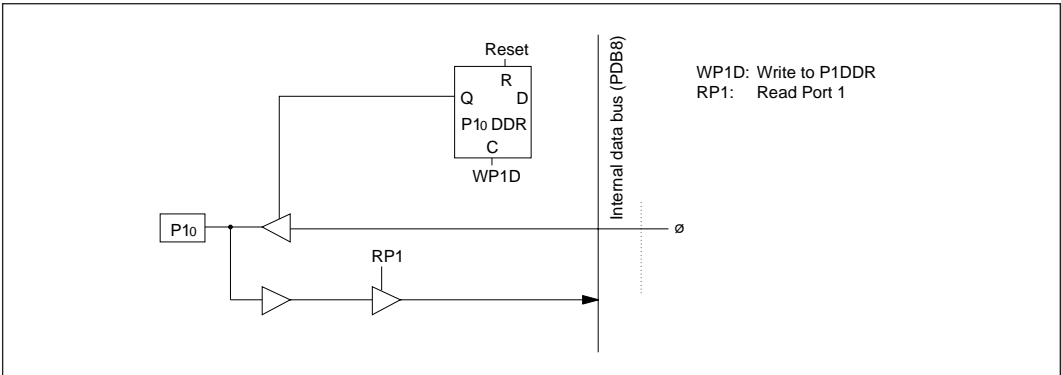 Reset
R
Q D
P10 DDR
C
WP1D
Internal data bus (PDB8)
WP1D: Write to P1DDR
RP1: Read Port 1
P10
ø
RP1